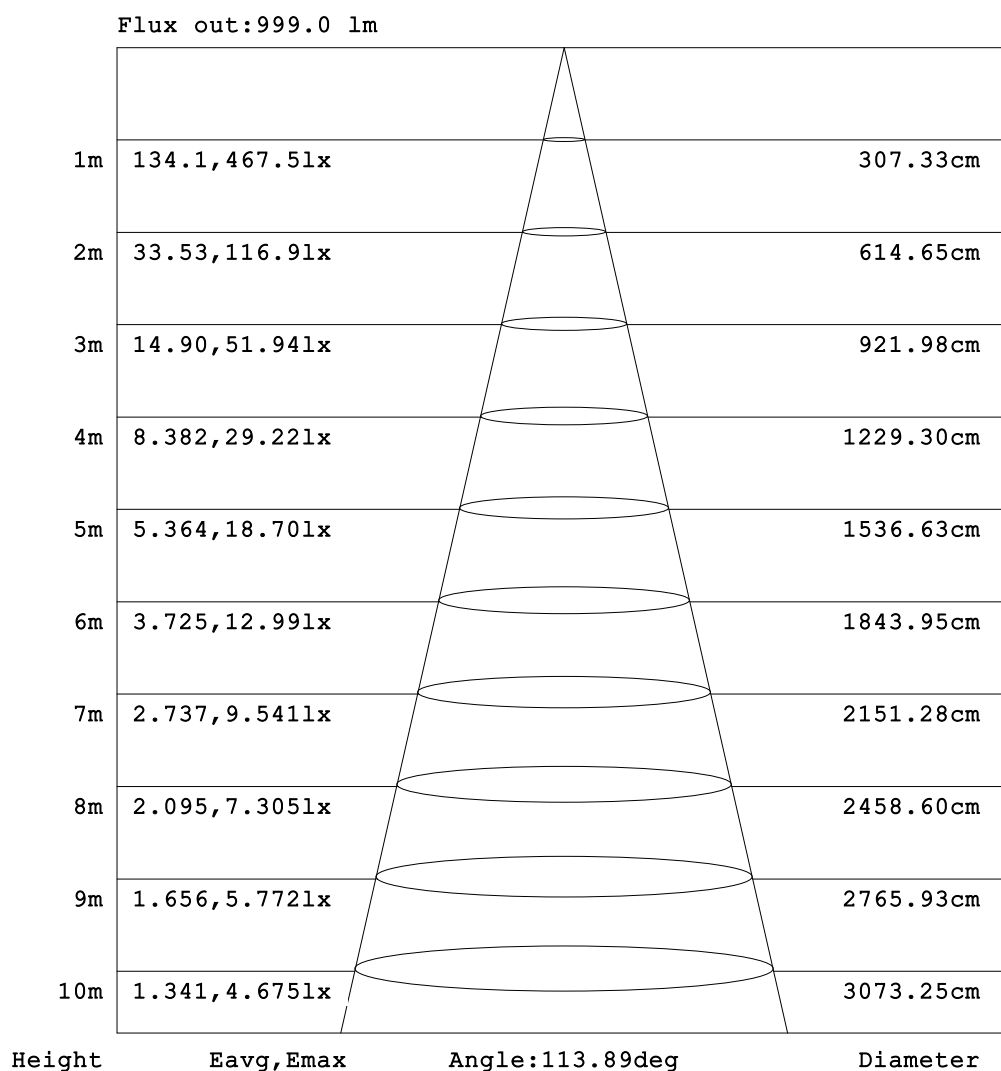 Flux out:999.0 lm
1m 134.1,467.5lx 307.33cm
2m 33.53,116.9lx 614.65cm
3m 14.90,51.94lx 921.98cm
4m 8.382,29.22lx 1229.30cm
5m 5.364,18.70lx 1536.63cm
6m 3.725,12.99lx 1843.95cm
7m 2.737,9.541lx 2151.28cm
8m 2.095,7.305lx 2458.60cm
9m 1.656,5.772lx 2765.93cm
10m 1.341,4.675lx 3073.25cm
Height Eavg,Emax Angle:113.89deg Diameter